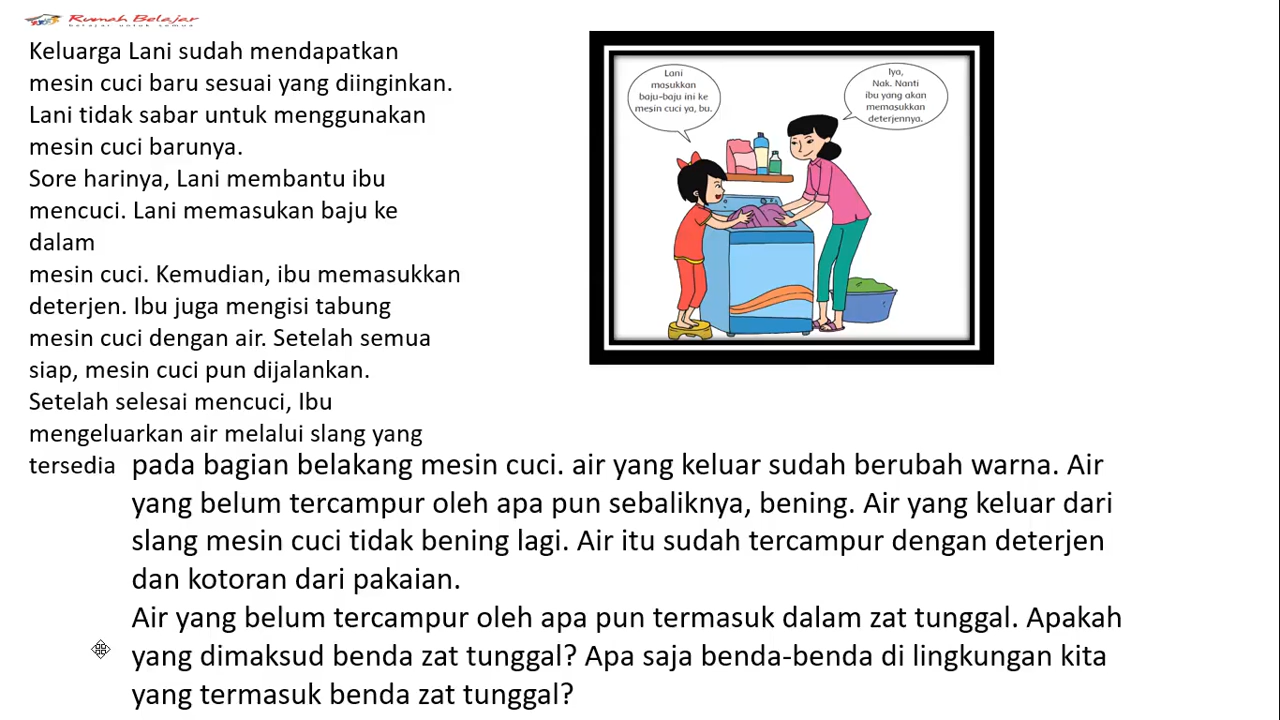 Rumah Belajar
belajar untuk semua
Keluarga Lani sudah mendapatkan
mesin cuci baru sesuai yang diinginkan.
Lani tidak sabar untuk menggunakan
mesin cuci barunya.
Sore harinya, Lani membantu ibu
mencuci. Lani memasukan baju ke
dalam
mesin cuci. Kemudian, ibu memasukkan
deterjen. Ibu juga mengisi tabung
mesin cuci dengan air. Setelah semua
siap, mesin cuci pun dijalankan.
Setelah selesai mencuci, Ibu
mengeluarkan air melalui slang yang
tersedia pada bagian belakang mesin cuci. air yang keluar sudah berubah warna. Air
yang belum tercampur oleh apa pun sebaliknya, bening. Air yang keluar dari
slang mesin cuci tidak bening lagi. Air itu sudah tercampur dengan deterjen
dan kotoran dari pakaian.
Air yang belum tercampur oleh apa pun termasuk dalam zat tunggal. Apakah
yang dimaksud benda zat tunggal? Apa saja benda-benda di lingkungan kita
yang termasuk benda zat tunggal?
Lani
masukkan
baju-baju ini ke
mesin cuci ya, bu.
Iya,
Nak. Nanti
ibu yang akan
memasukkan
deterjennya.